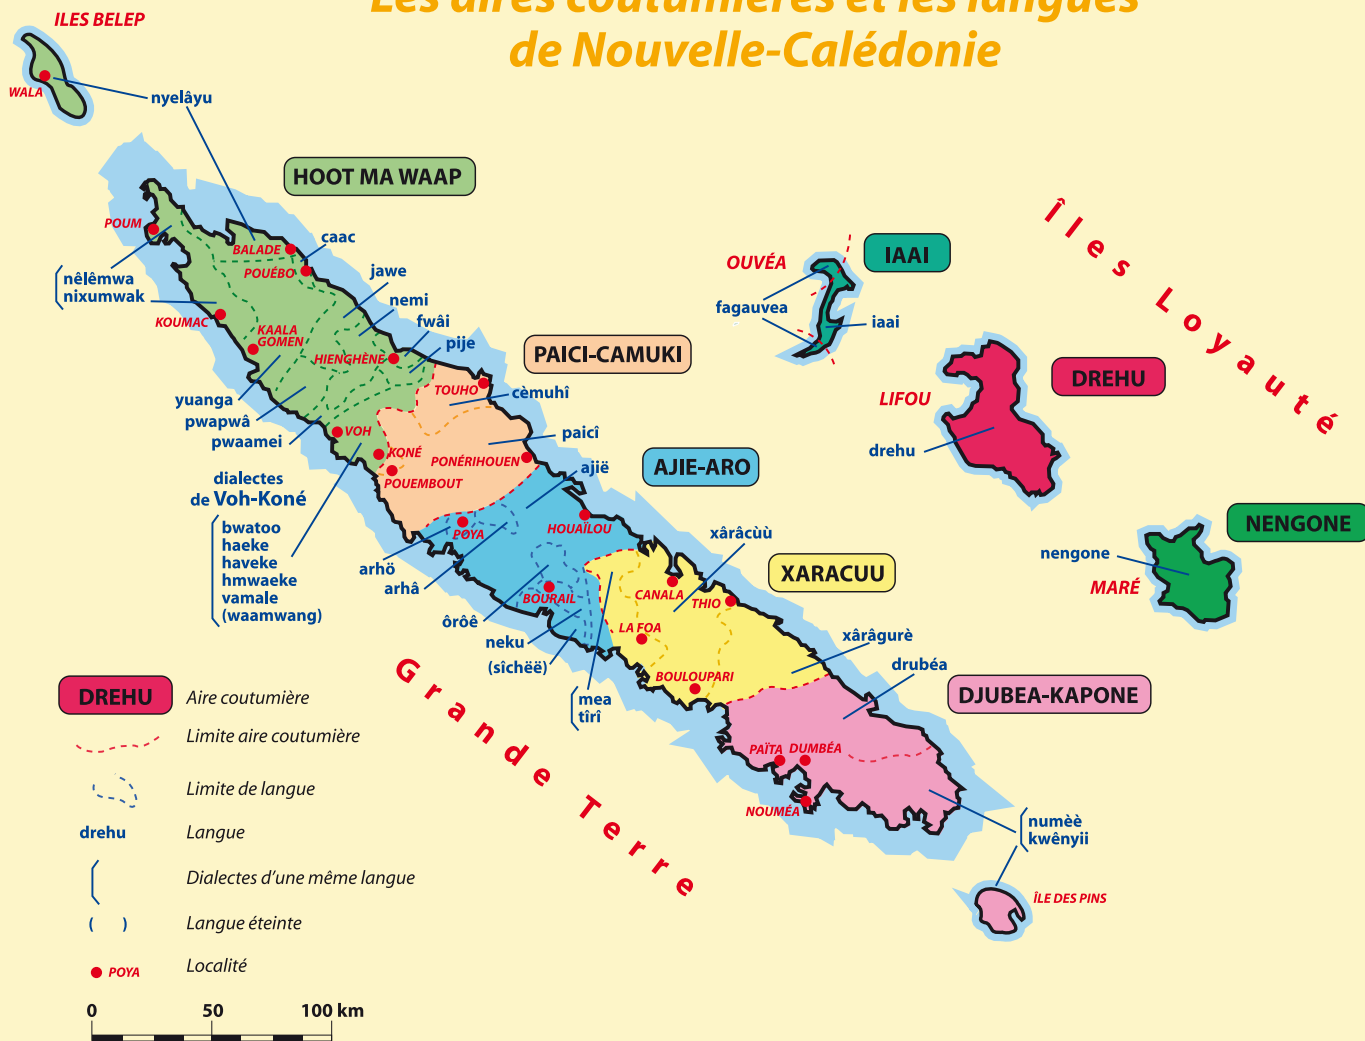 Les aires coutumières et les langues
de Nouvelle-Calédonie
ILES BELEP
WALA
nyelâyu
HOOT MA WAAP
POUM
BALADE
caac
POUÉBO
jawe
nêlêmwa
nixumwak
nemi
KOUMAC
fwâi
KAALA
GOMEN
pije
HIENGHÈNE
PAICI-CAMUKI
TOUHO
cèmuhî
yuanga
pwapwâ
pwaamei
VOH
paicî
KONÉ
PONÉRIHOUEN
POUEMBOUT
ajië
AJIE-ARO
dialectes
de Voh-Koné
bwatoo
haeke
haveke
hmwaeke
vamale
(waamwang)
POYA
HOUAÏLOU
xârâcùù
arhö
arhâ
XARACUU
BOURAIL
CANALA
THIO
ôrôê
LA FOA
neku
xârâgurè
(sîchëë)
drubéa
BOULOUPARI
mea
tîrî
DJUBEA-KAPONE
PAÏTA
DUMBÉA
NOUMÉA
numèè
kwênyii
ÎLE DES PINS
Grande Terre
Îles Loyauté
OUVÉA
IAAI
fagauvea
iaai
DREHU
LIFOU
drehu
NENGONE
nengone
MARÉ
DREHU
Aire coutumière
Limite aire coutumière
Limite de langue
drehu
Langue
Dialectes d'une même langue
( )
Langue éteinte
POYA
Localité
0 50 100 km